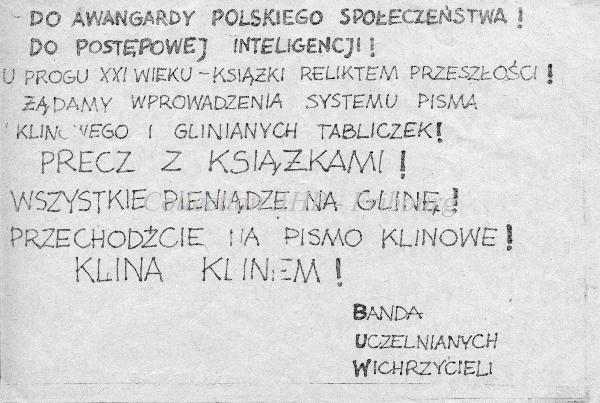 DO AWANGARDY POLSKIEGO SPOŁECZEŃSTWA!
DO POSTĘPOWEJ INTELIGENCJI!
U PROGU XXI WIEKU - KSIĄŻKI RELIKTEM PRZESZŁOŚCI!
ŻĄDAMY WPROWADZENIA SYSTEMU PISMA
KLINOWEGO I GLINIANYCH TABLICZEK!
PRECZ Z KSIĄŻKAMI!
WSZYSTKIE PIENIĄDZE NA GLINĘ!
PRZECHODŹCIE NA PISMO KLINOWE!
KLINA KLINEM!
BANDA
UCZELNIANYCH
WICHRZYCIELI